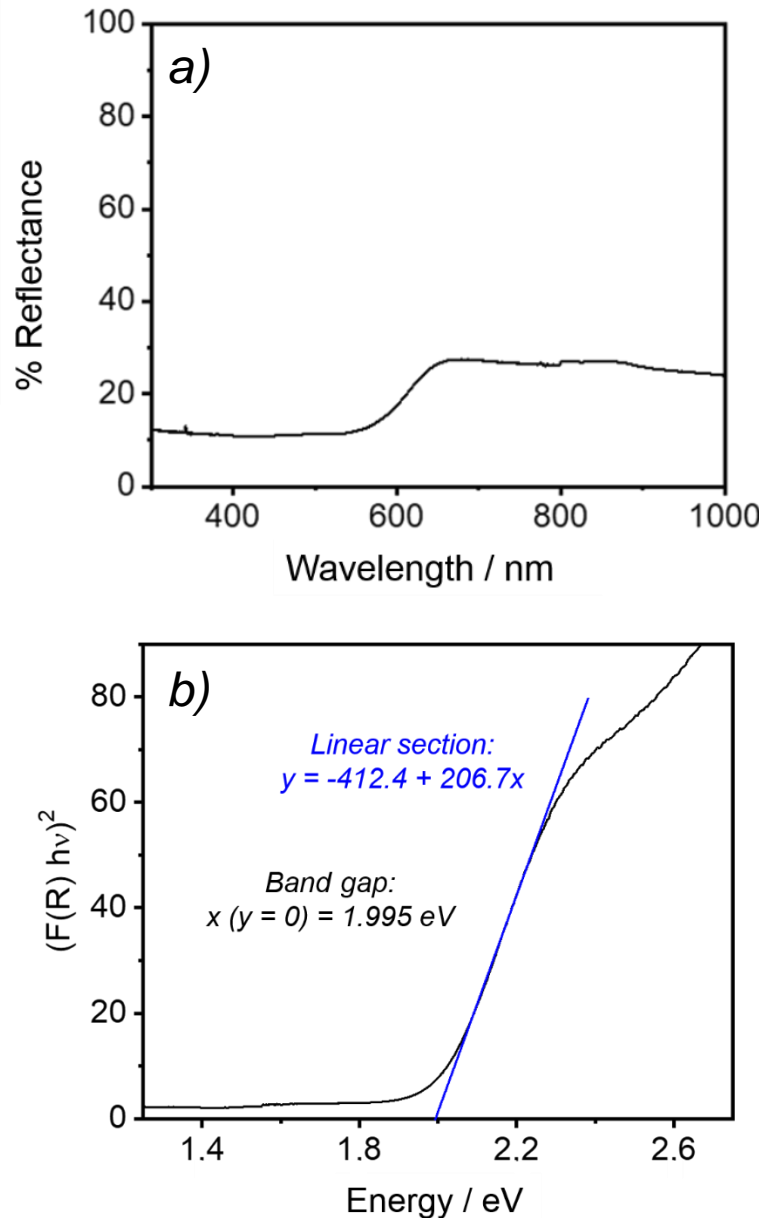 a)
100
80
60
40
20
0
% Reflectance
400 600 800 1000
Wavelength / nm
b)
80
60
40
20
0
(F(R) hν)²
Linear section:
y = -412.4 + 206.7x
Band gap:
x (y = 0) = 1.995 eV
1.4 1.8 2.2 2.6
Energy / eV